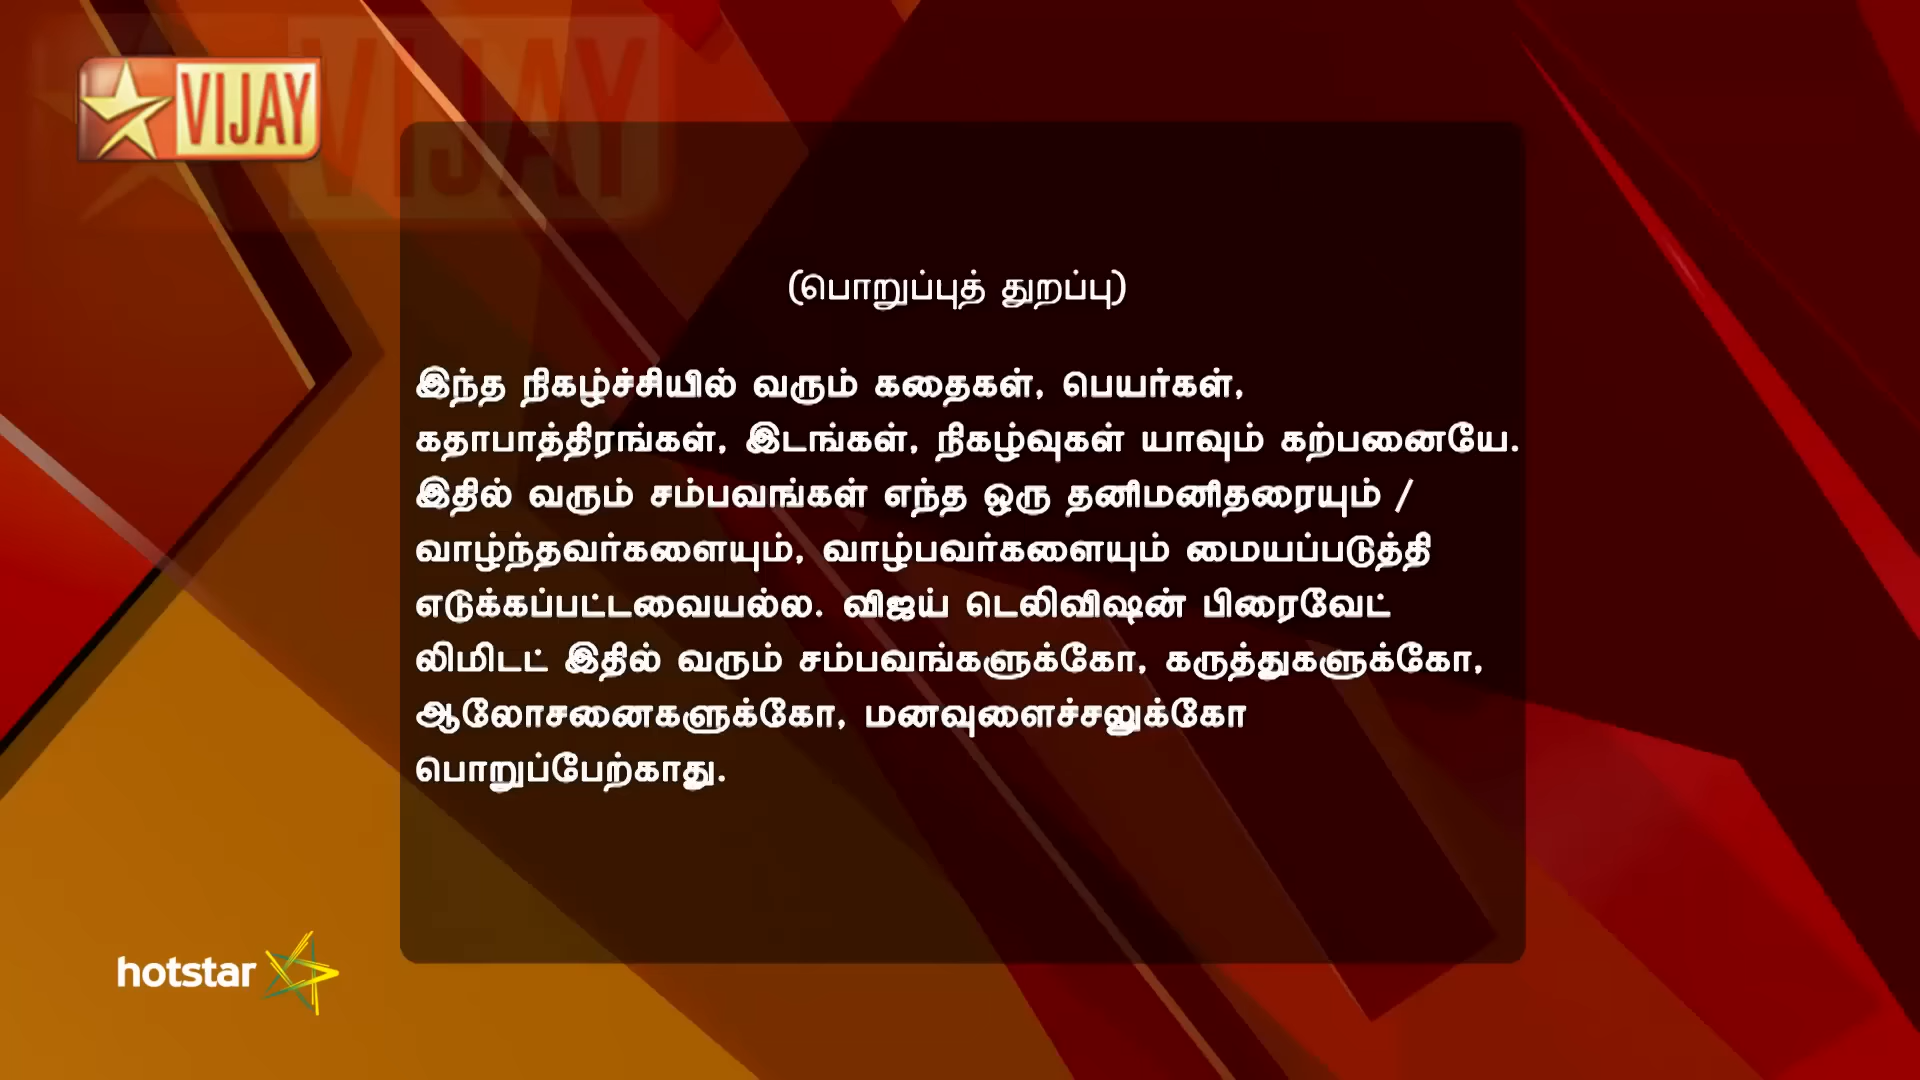 VIJAY
VIJAY
(பொறுப்புத் துறப்பு)
இந்த நிகழ்ச்சியில் வரும் கதைகள், பெயர்கள்,
கதாபாத்திரங்கள், இடங்கள், நிகழ்வுகள் யாவும் கற்பனையே.
இதில் வரும் சம்பவங்கள் எந்த ஒரு தனிமனிதரையும் /
வாழ்ந்தவர்களையும், வாழ்பவர்களையும் மையப்படுத்தி
எடுக்கப்பட்டவையல்ல. விஜய் டெலிவிஷன் பிரைவேட்
லிமிடட் இதில் வரும் சம்பவங்களுக்கோ, கருத்துகளுக்கோ,
ஆலோசனைகளுக்கோ, மனவுளைச்சலுக்கோ
பொறுப்பேற்காது.
hotstar